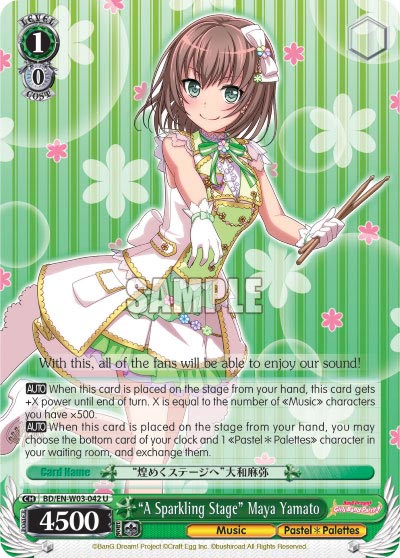 LEVEL
1
0
COST
SAMPLE
With this, all of the fans will be able to enjoy our sound!
AUTO When this card is placed on the stage from your hand, this card gets
+X power until end of turn. X is equal to the number of «Music» characters
you have ×500.
AUTO When this card is placed on the stage from your hand, you may
choose the bottom card of your clock and 1 «Pastel＊Palettes» character in
your waiting room, and exchange them.
Card Name
“煌めくステージへ”大和麻弥
CH BD/EN-W03-042 U
“A Sparkling Stage” Maya Yamato
POWER
4500
Music
Pastel＊Palettes
©BanG Dream! Project ©Craft Egg Inc. ©bushiroad All Rights Reserved.